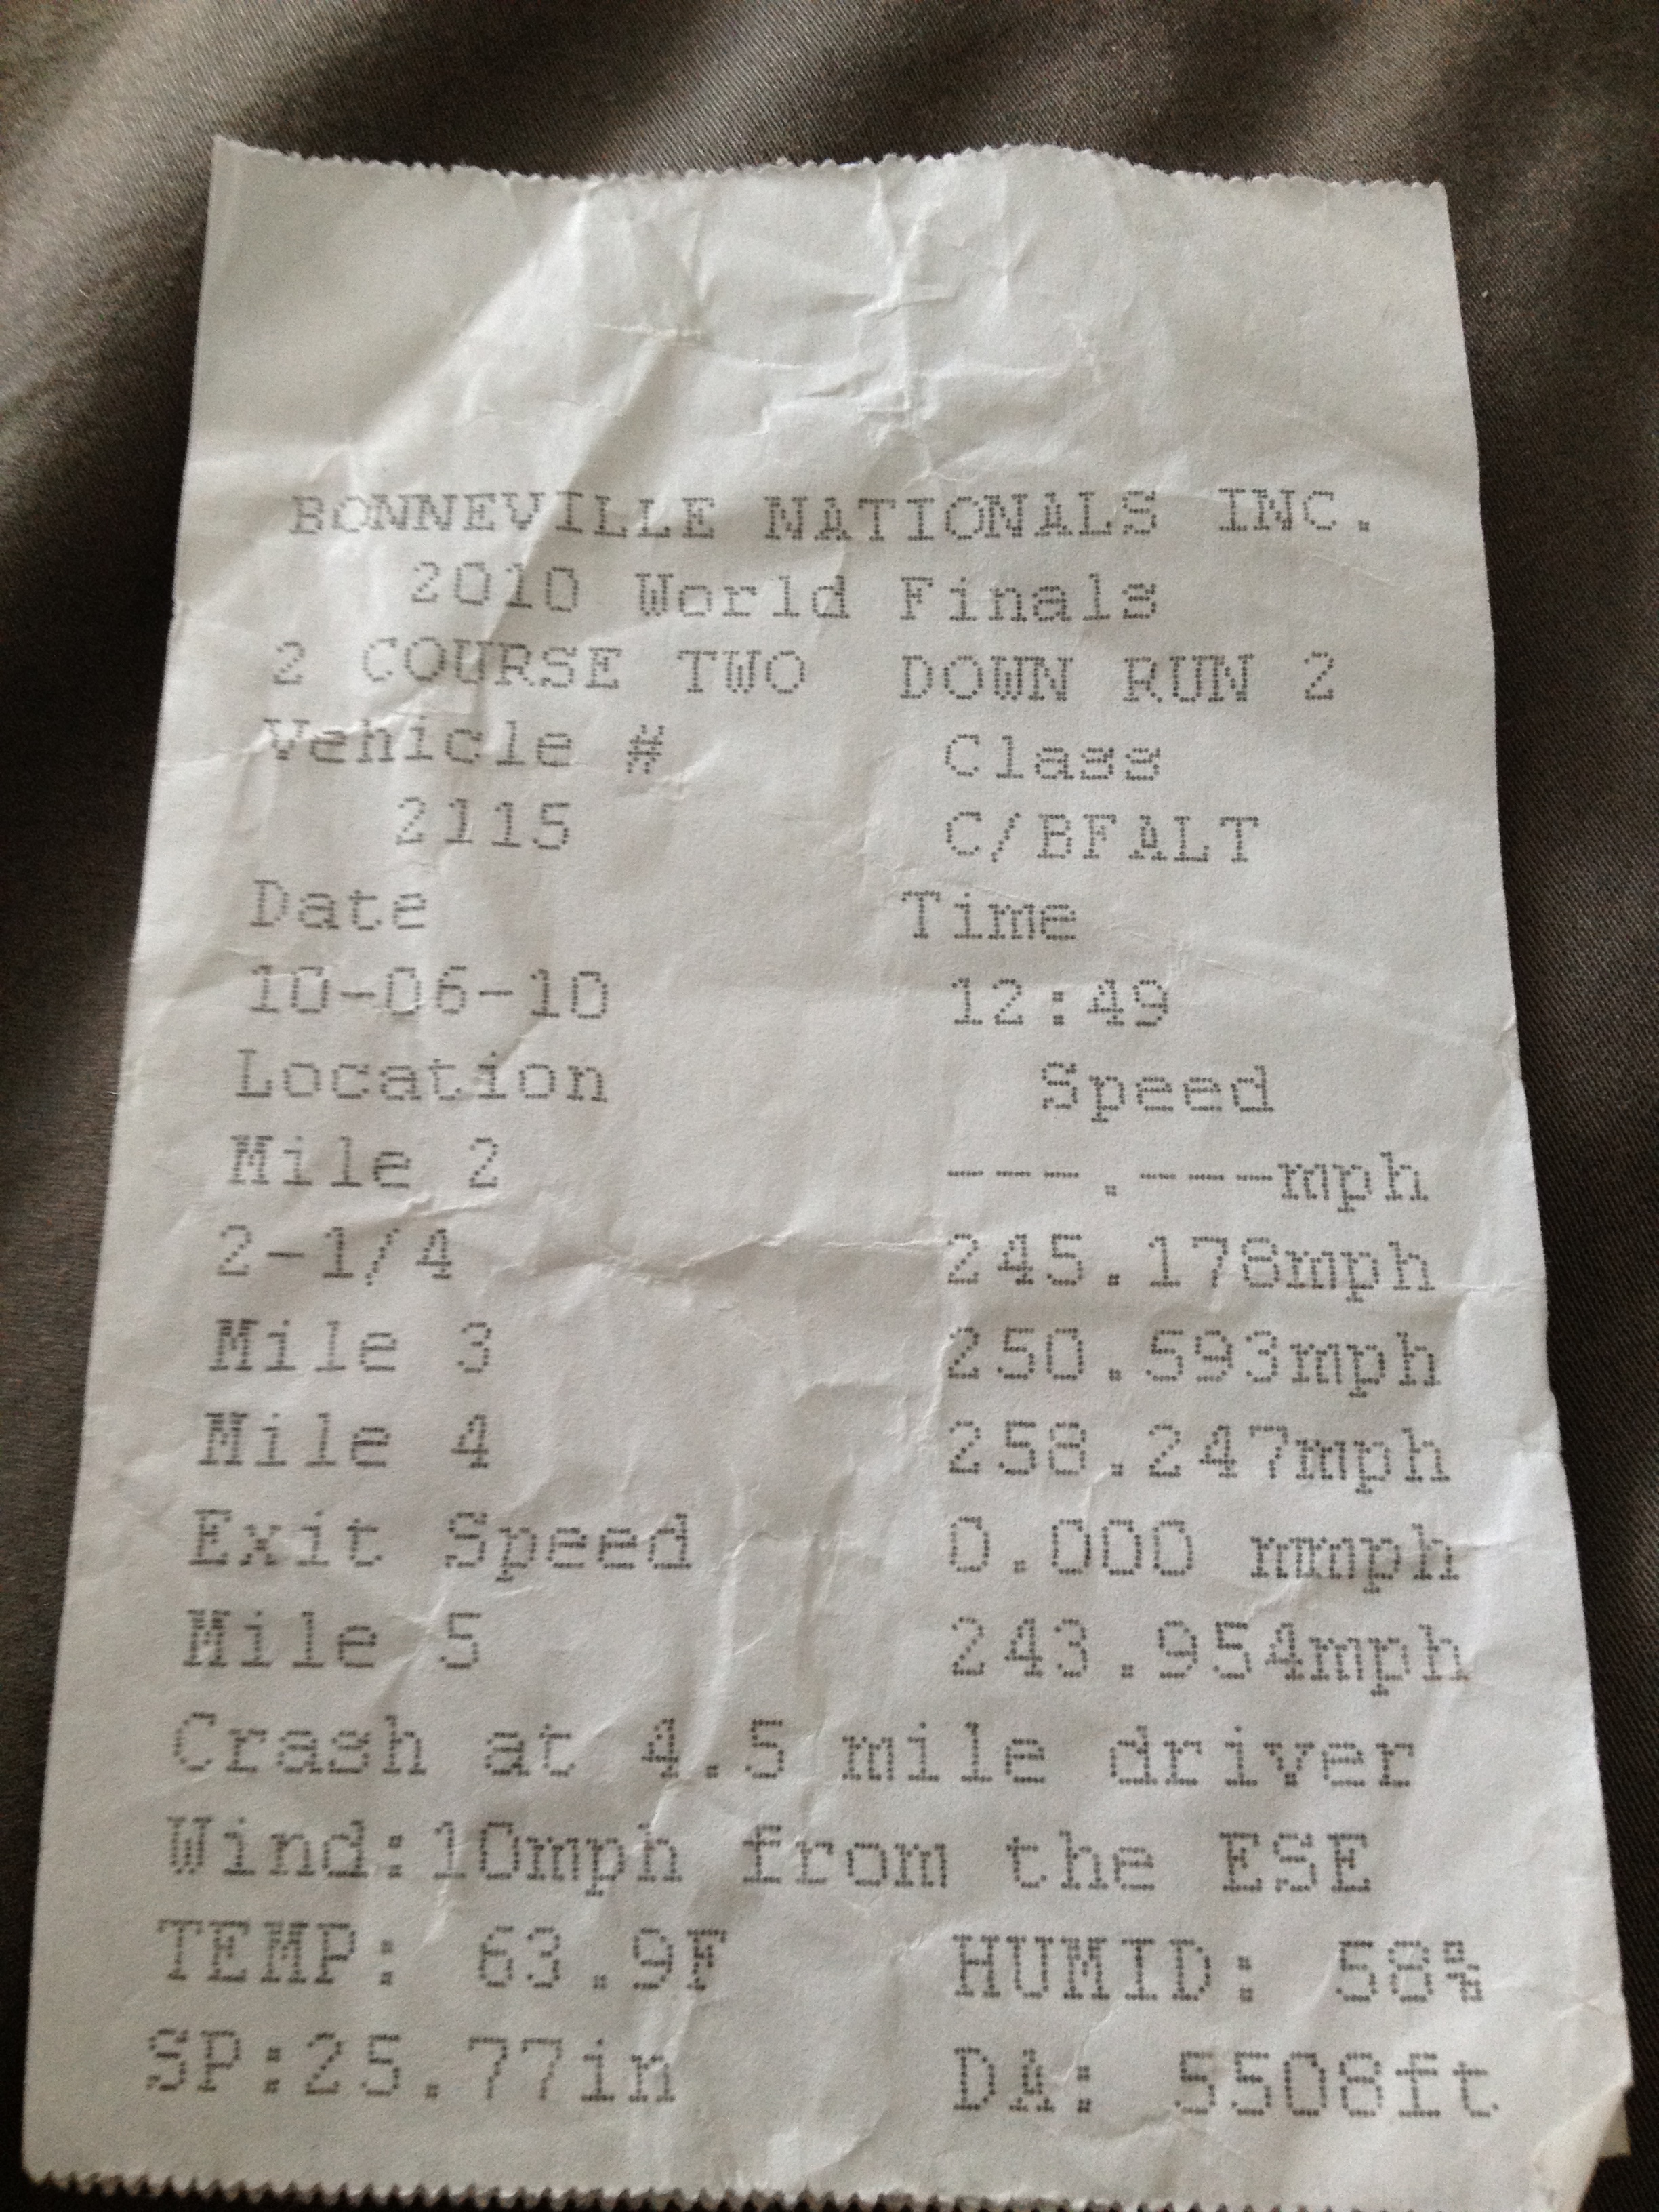 BONNEVILLE NATIONALS INC.
2010 World Finals
2 COURSE TWO DOWN RUN 2
Vehicle # Class
2115 C/BFALT
Date Time
10-06-10 12:49
Location Speed
Mile 2 ---.---mph
2-1/4 245.178mph
Mile 3 250.593mph
Mile 4 258.247mph
Exit Speed 0.000 mmph
Mile 5 243.954mph
Crash at 4.5 mile driver
Wind:10mph from the ESE
TEMP: 63.9F HUMID: 58%
SP:25.77in DA: 5508ft